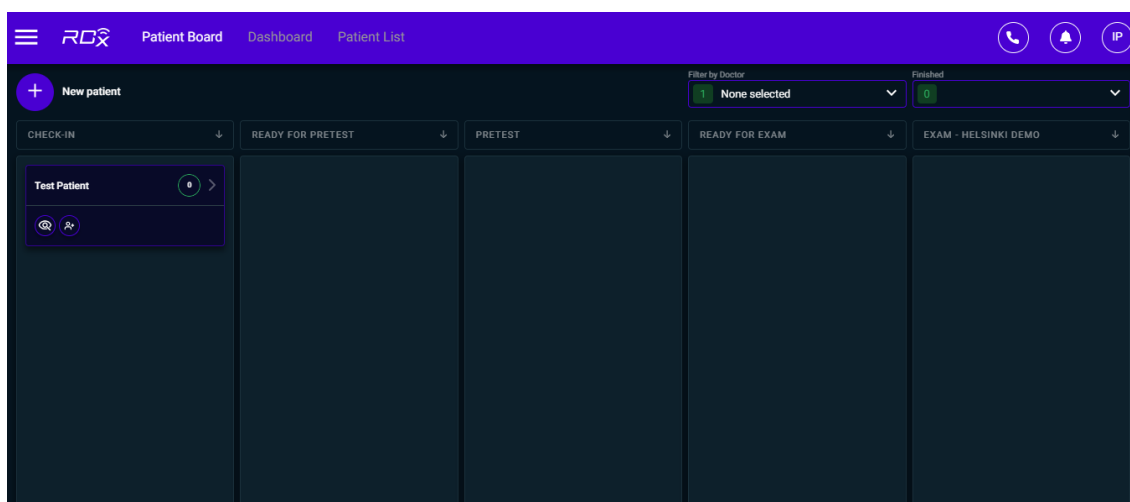 RDX Patient Board Dashboard Patient List IP
New patient
Filter by Doctor Finished
1 None selected 0
CHECK-IN READY FOR PRETEST PRETEST READY FOR EXAM EXAM - HELSINKI DEMO
Test Patient 0